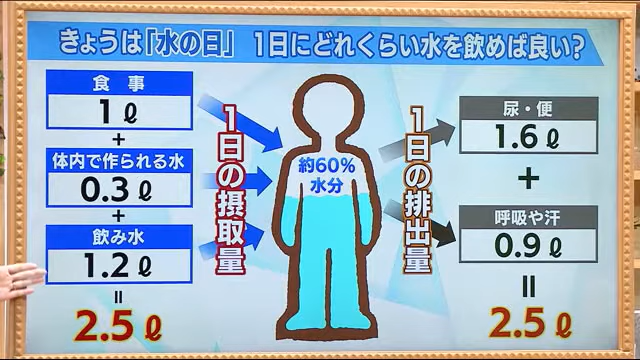 きょうは「水の日」 1日にどれくらい水を飲めば良い?
食事
1ℓ
+
体内で作られる水
0.3ℓ
+
飲み水
1.2ℓ
=
2.5ℓ
1日の摂取量
約60%
水分
1日の排出量
尿・便
1.6ℓ
+
呼吸や汗
0.9ℓ
=
2.5ℓ